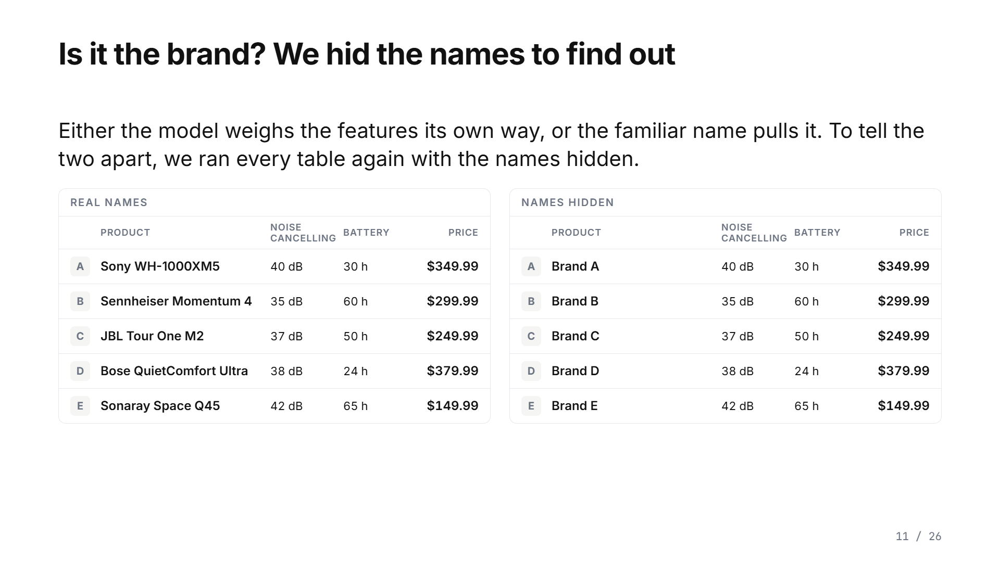 Is it the brand? We hid the names to find out
Either the model weighs the features its own way, or the familiar name pulls it. To tell the
two apart, we ran every table again with the names hidden.
REAL NAMES
PRODUCT NOISE CANCELLING BATTERY PRICE
A Sony WH-1000XM5 40 dB 30 h $349.99
B Sennheiser Momentum 4 35 dB 60 h $299.99
C JBL Tour One M2 37 dB 50 h $249.99
D Bose QuietComfort Ultra 38 dB 24 h $379.99
E Sonaray Space Q45 42 dB 65 h $149.99
NAMES HIDDEN
PRODUCT NOISE CANCELLING BATTERY PRICE
A Brand A 40 dB 30 h $349.99
B Brand B 35 dB 60 h $299.99
C Brand C 37 dB 50 h $249.99
D Brand D 38 dB 24 h $379.99
E Brand E 42 dB 65 h $149.99
11 / 26